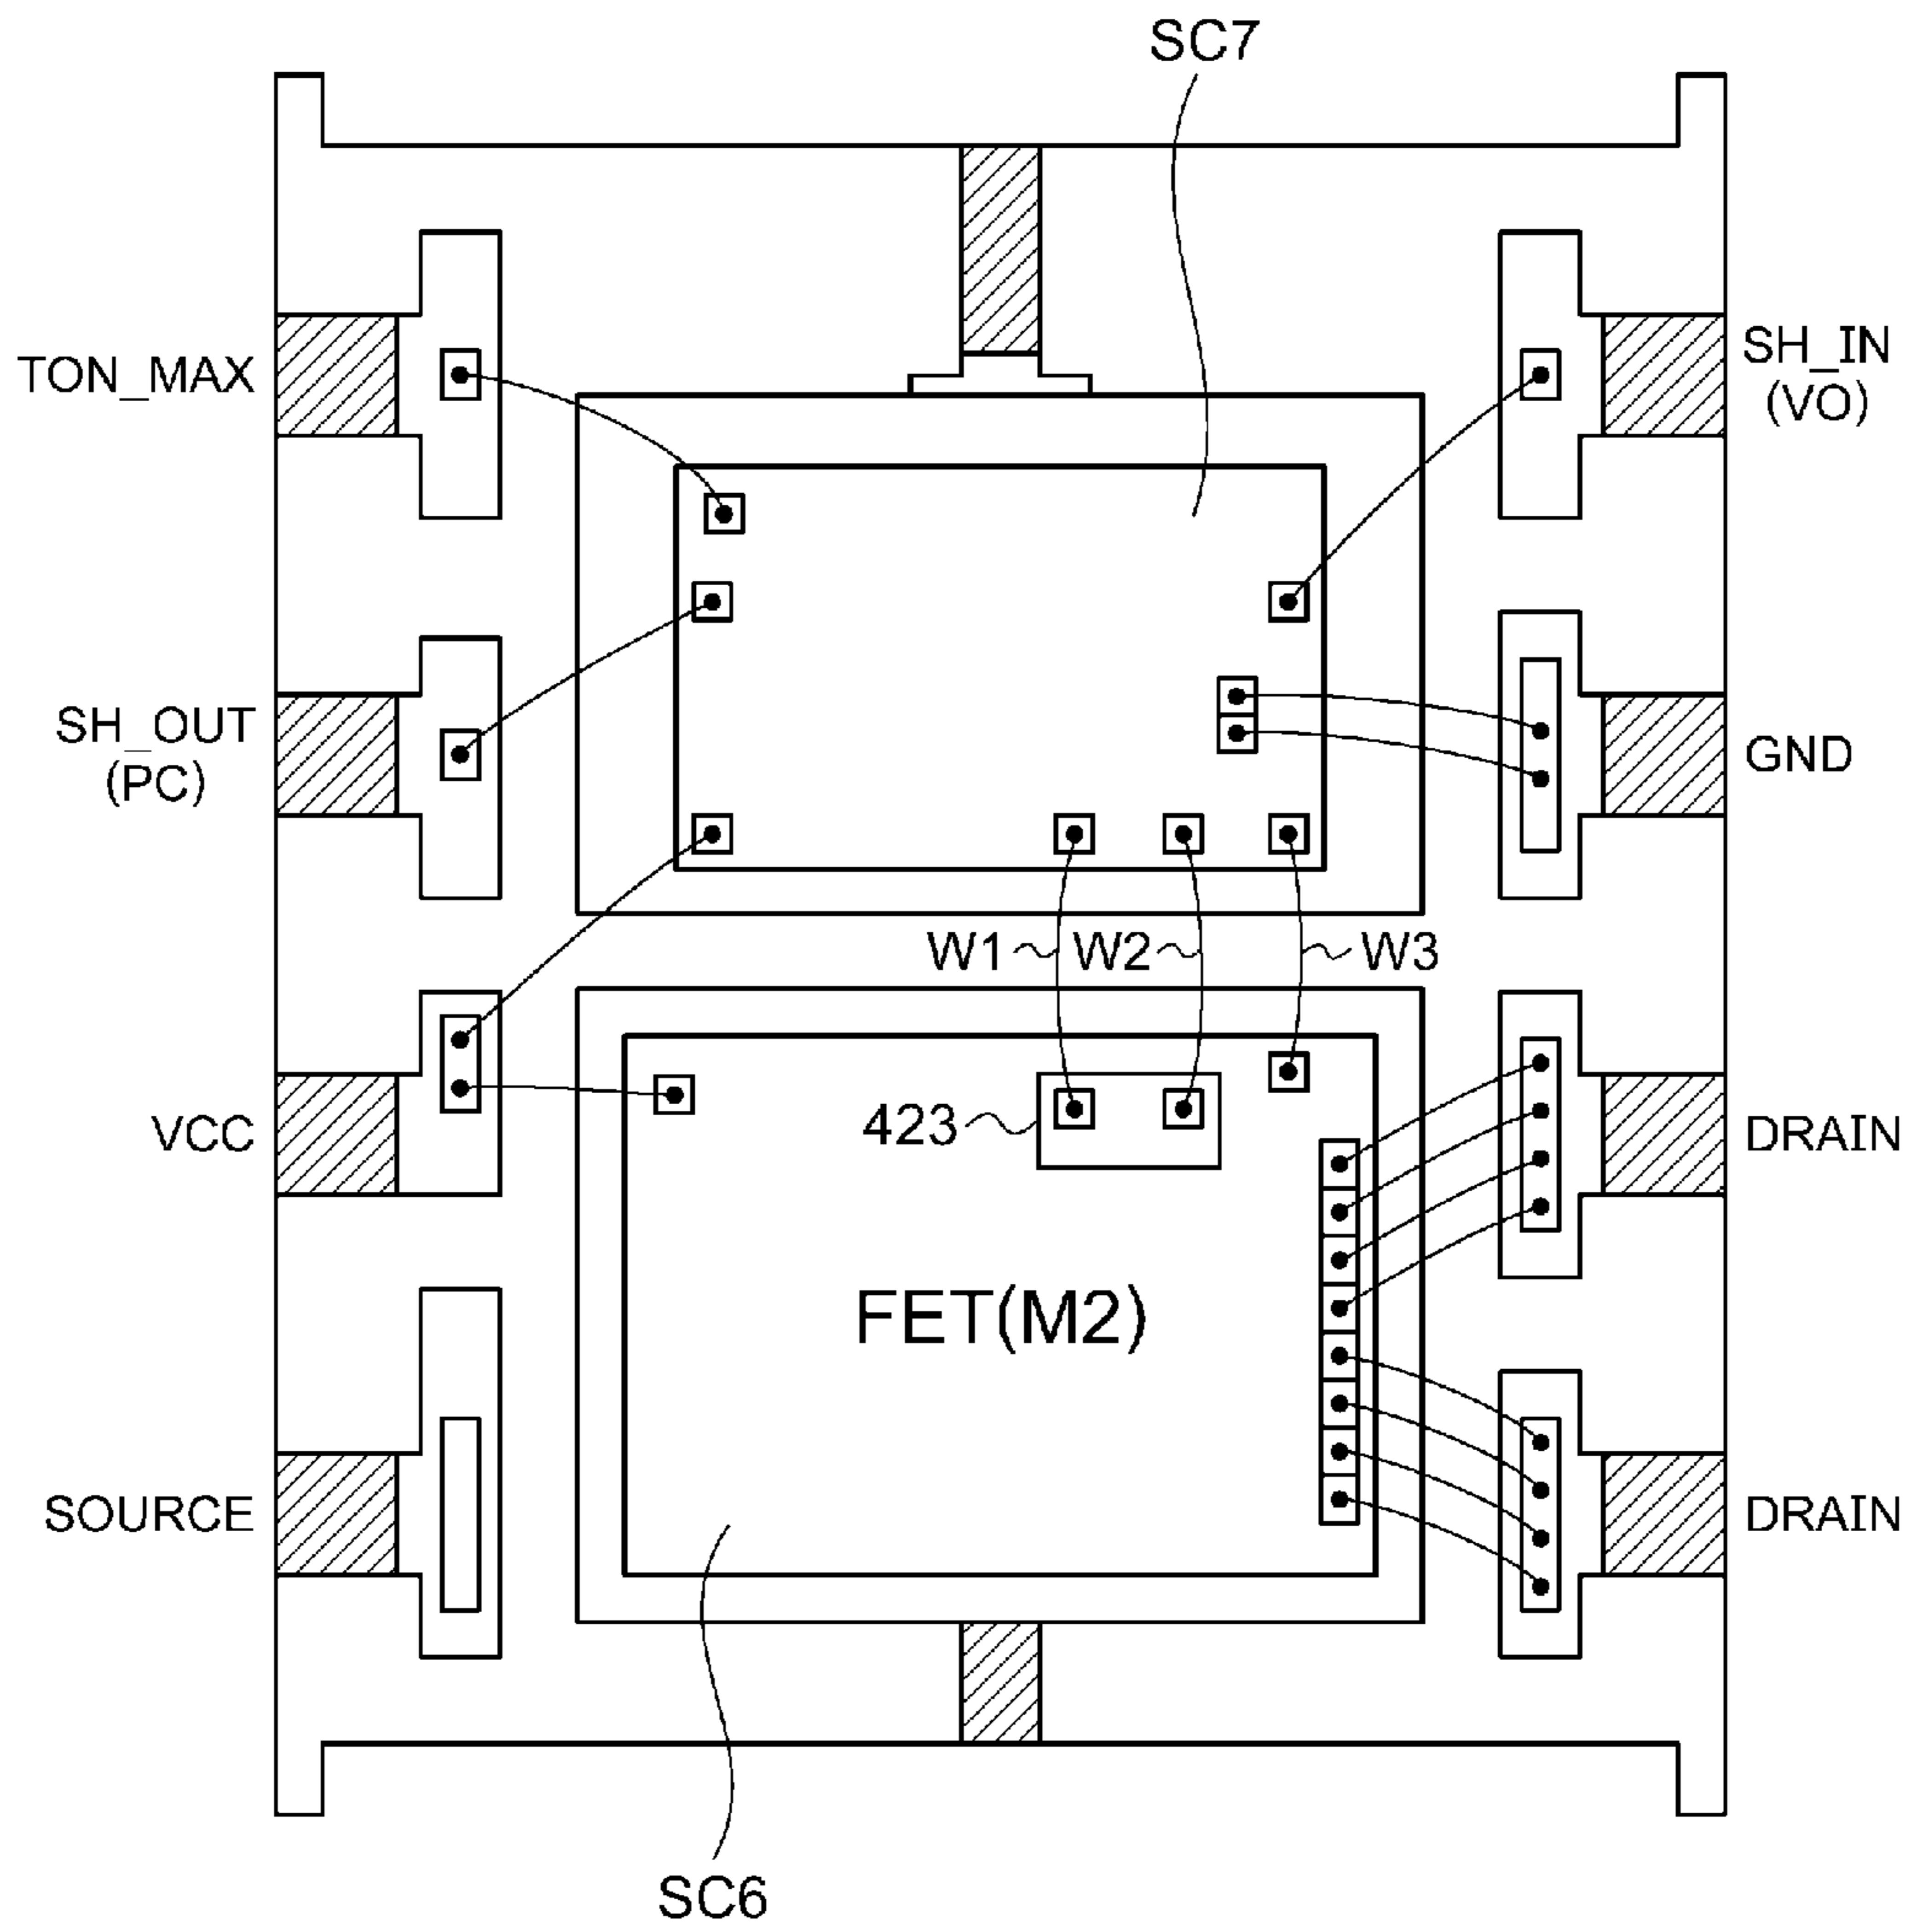 SC7
TON_MAX
SH_IN
(VO)
SH_OUT
(PC)
GND
W1
W2
W3
VCC
423
DRAIN
FET(M2)
SOURCE
DRAIN
SC6